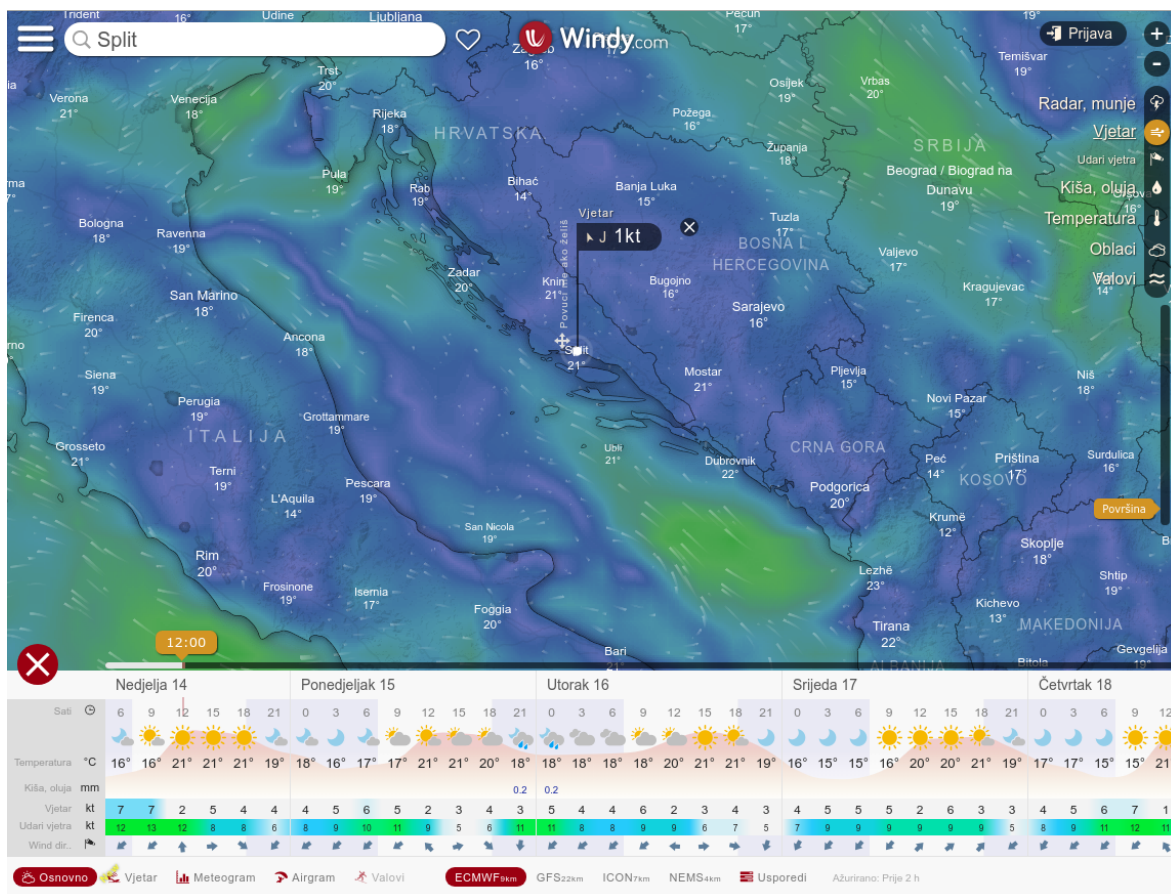 Trident
16°
Udine
Ljubljana
Pečuh
17°
19°
Split
Windy.com
Prijava
+
-
16°
Trst
20°
Temišvar
19°
Verona
21°
Venecija
18°
Rijeka
18°
Osijek
19°
Vrbas
20°
Požega
16°
Radar, munje
HRVATSKA
Vjetar
Županja
18°
SRBIJA
Udari vjetra
Pula
19°
Rab
19°
Bihać
14°
Banja Luka
15°
Beograd / Biograd na
Dunavu
19°
Kiša, oluja
16°
Bologna
18°
Ravenna
19°
Vjetar
J 1kt
Povuci me ako želiš
Tuzla
17°
Temperatura
BOSNA I
HERCEGOVINA
Valjevo
17°
Oblaci
Zadar
20°
Knin
21°
Bugojno
16°
Kragujevac
17°
Valovi
14°
San Marino
18°
Sarajevo
16°
Firenca
20°
Ancona
18°
Split
21°
Siena
19°
Mostar
21°
Pljevlja
15°
Niš
18°
Perugia
19°
Grottammare
19°
Novi Pazar
15°
ITALIJA
Grosseto
21°
Ubli
21°
CRNA GORA
Terni
19°
Dubrovnik
22°
Peć
14°
Priština
17°
Surdulica
16°
KOSOVO
L'Aquila
14°
Pescara
19°
Podgorica
20°
Površina
San Nicola
19°
Krumë
12°
Skoplje
18°
Rim
20°
Frosinone
19°
Isernia
17°
Lezhë
23°
Shtip
19°
Foggia
20°
Kichevo
13°
Tirana
22°
MAKEDONIJA
12:00
Bari
21°
ALBANIJA
Bitola
Gevgelija
19°
Nedjelja 14 Ponedjeljak 15 Utorak 16 Srijeda 17 Četvrtak 18
Sati 6 9 12 15 18 21 0 3 6 9 12 15 18 21 0 3 6 9 12 15 18 21 0 3 6 9 12 15 18 21 0 3 6 9 12
Temperatura °C 16° 16° 21° 21° 21° 19° 18° 16° 17° 17° 21° 21° 20° 18° 18° 18° 18° 18° 20° 21° 21° 19° 16° 15° 15° 16° 20° 20° 20° 18° 17° 17° 15° 15° 21°
Kiša, oluja mm 0.2 0.2
Vjetar kt 7 7 2 5 4 4 4 5 6 5 2 3 4 3 5 4 4 6 2 3 4 3 4 5 5 5 2 6 3 3 4 5 6 7 1
Udari vjetra kt 12 13 12 8 8 6 8 9 10 11 9 5 6 11 11 8 8 9 9 6 7 5 7 9 9 9 9 9 9 5 8 9 11 12 11
Wind dir..
Osnovno Vjetar Meteogram Airgram Valovi ECMWF9km GFS22km ICON7km NEMS4km Usporedi Ažurirano: Prije 2 h